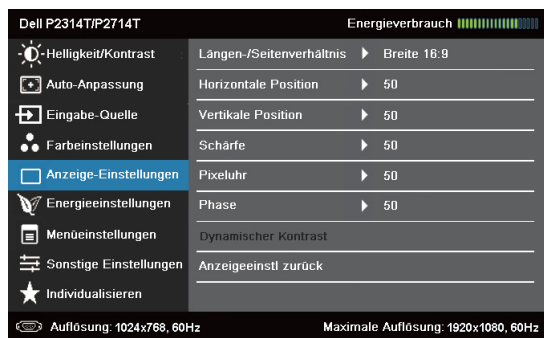 Dell P2314T/P2714T Energieverbrauch
Helligkeit/Kontrast Längen-/Seitenverhältnis Breite 16:9
Auto-Anpassung Horizontale Position 50
Eingabe-Quelle Vertikale Position 50
Farbeinstellungen Schärfe 50
Anzeige-Einstellungen Pixeluhr 50
Energieeinstellungen Phase 50
Menüeinstellungen Dynamischer Kontrast
Sonstige Einstellungen Anzeigeeinstl zurück
Individualisieren
Auflösung: 1024x768, 60Hz Maximale Auflösung: 1920x1080, 60Hz